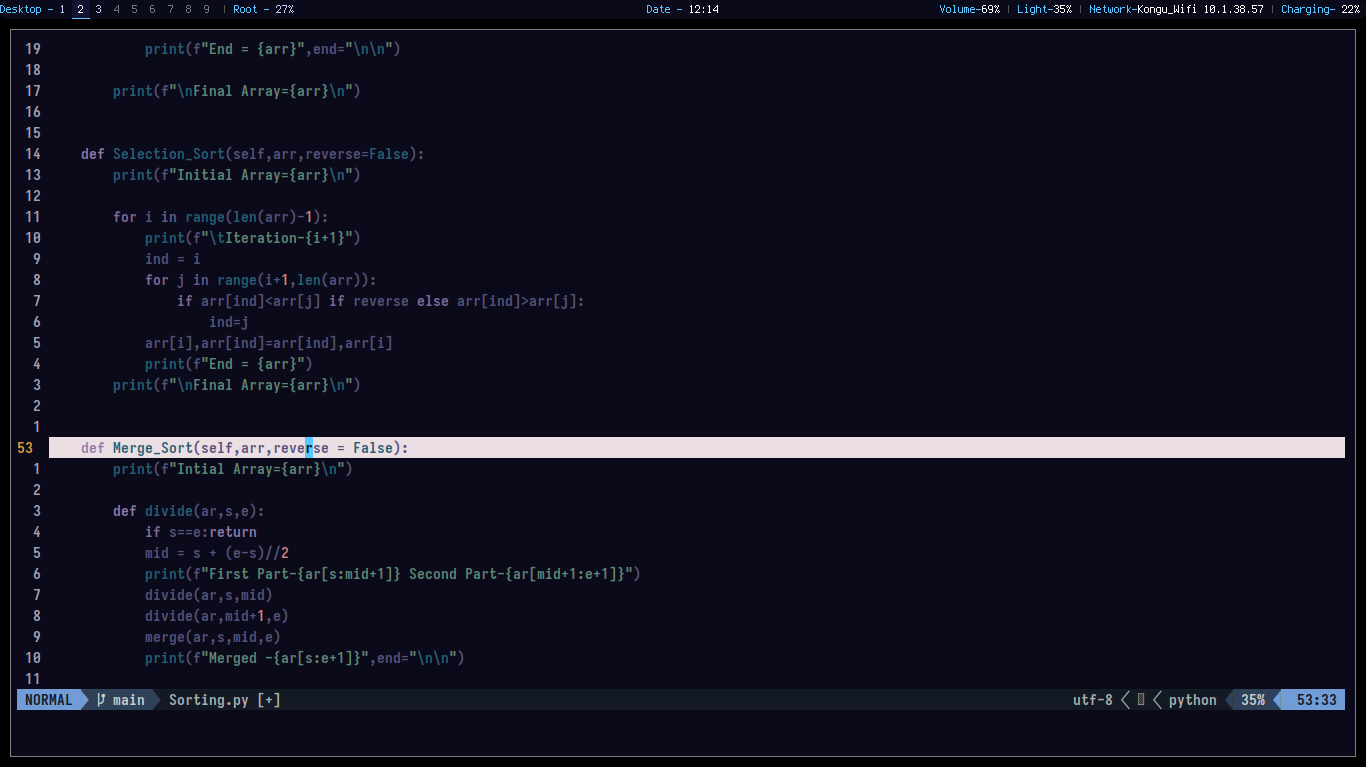 Desktop - 1 2 3 4 5 6 7 8 9 | Root - 27% Date - 12:14 Volume-69% | Light-35% | Network-Kongu_Wifi 10.1.38.57 | Charging- 22%
19             print(f"End = {arr}",end="\n\n")
18
17         print(f"\nFinal Array={arr}\n")
16
15
14     def Selection_Sort(self,arr,reverse=False):
13         print(f"Initial Array={arr}\n")
12
11         for i in range(len(arr)-1):
10             print(f"\tIteration-{i+1}")
9             ind = i
8             for j in range(i+1,len(arr)):
7                 if arr[ind]<arr[j] if reverse else arr[ind]>arr[j]:
6                     ind=j
5             arr[i],arr[ind]=arr[ind],arr[i]
4             print(f"End = {arr}")
3         print(f"\nFinal Array={arr}\n")
2
1
53     def Merge_Sort(self,arr,reverse = False):
1         print(f"Intial Array={arr}\n")
2
3         def divide(ar,s,e):
4             if s==e:return
5             mid = s + (e-s)//2
6             print(f"First Part-{ar[s:mid+1]} Second Part-{ar[mid+1:e+1]}")
7             divide(ar,s,mid)
8             divide(ar,mid+1,e)
9             merge(ar,s,mid,e)
10             print(f"Merged -{ar[s:e+1]}",end="\n\n")
11
NORMAL main Sorting.py [+] utf-8 python 35% 53:33